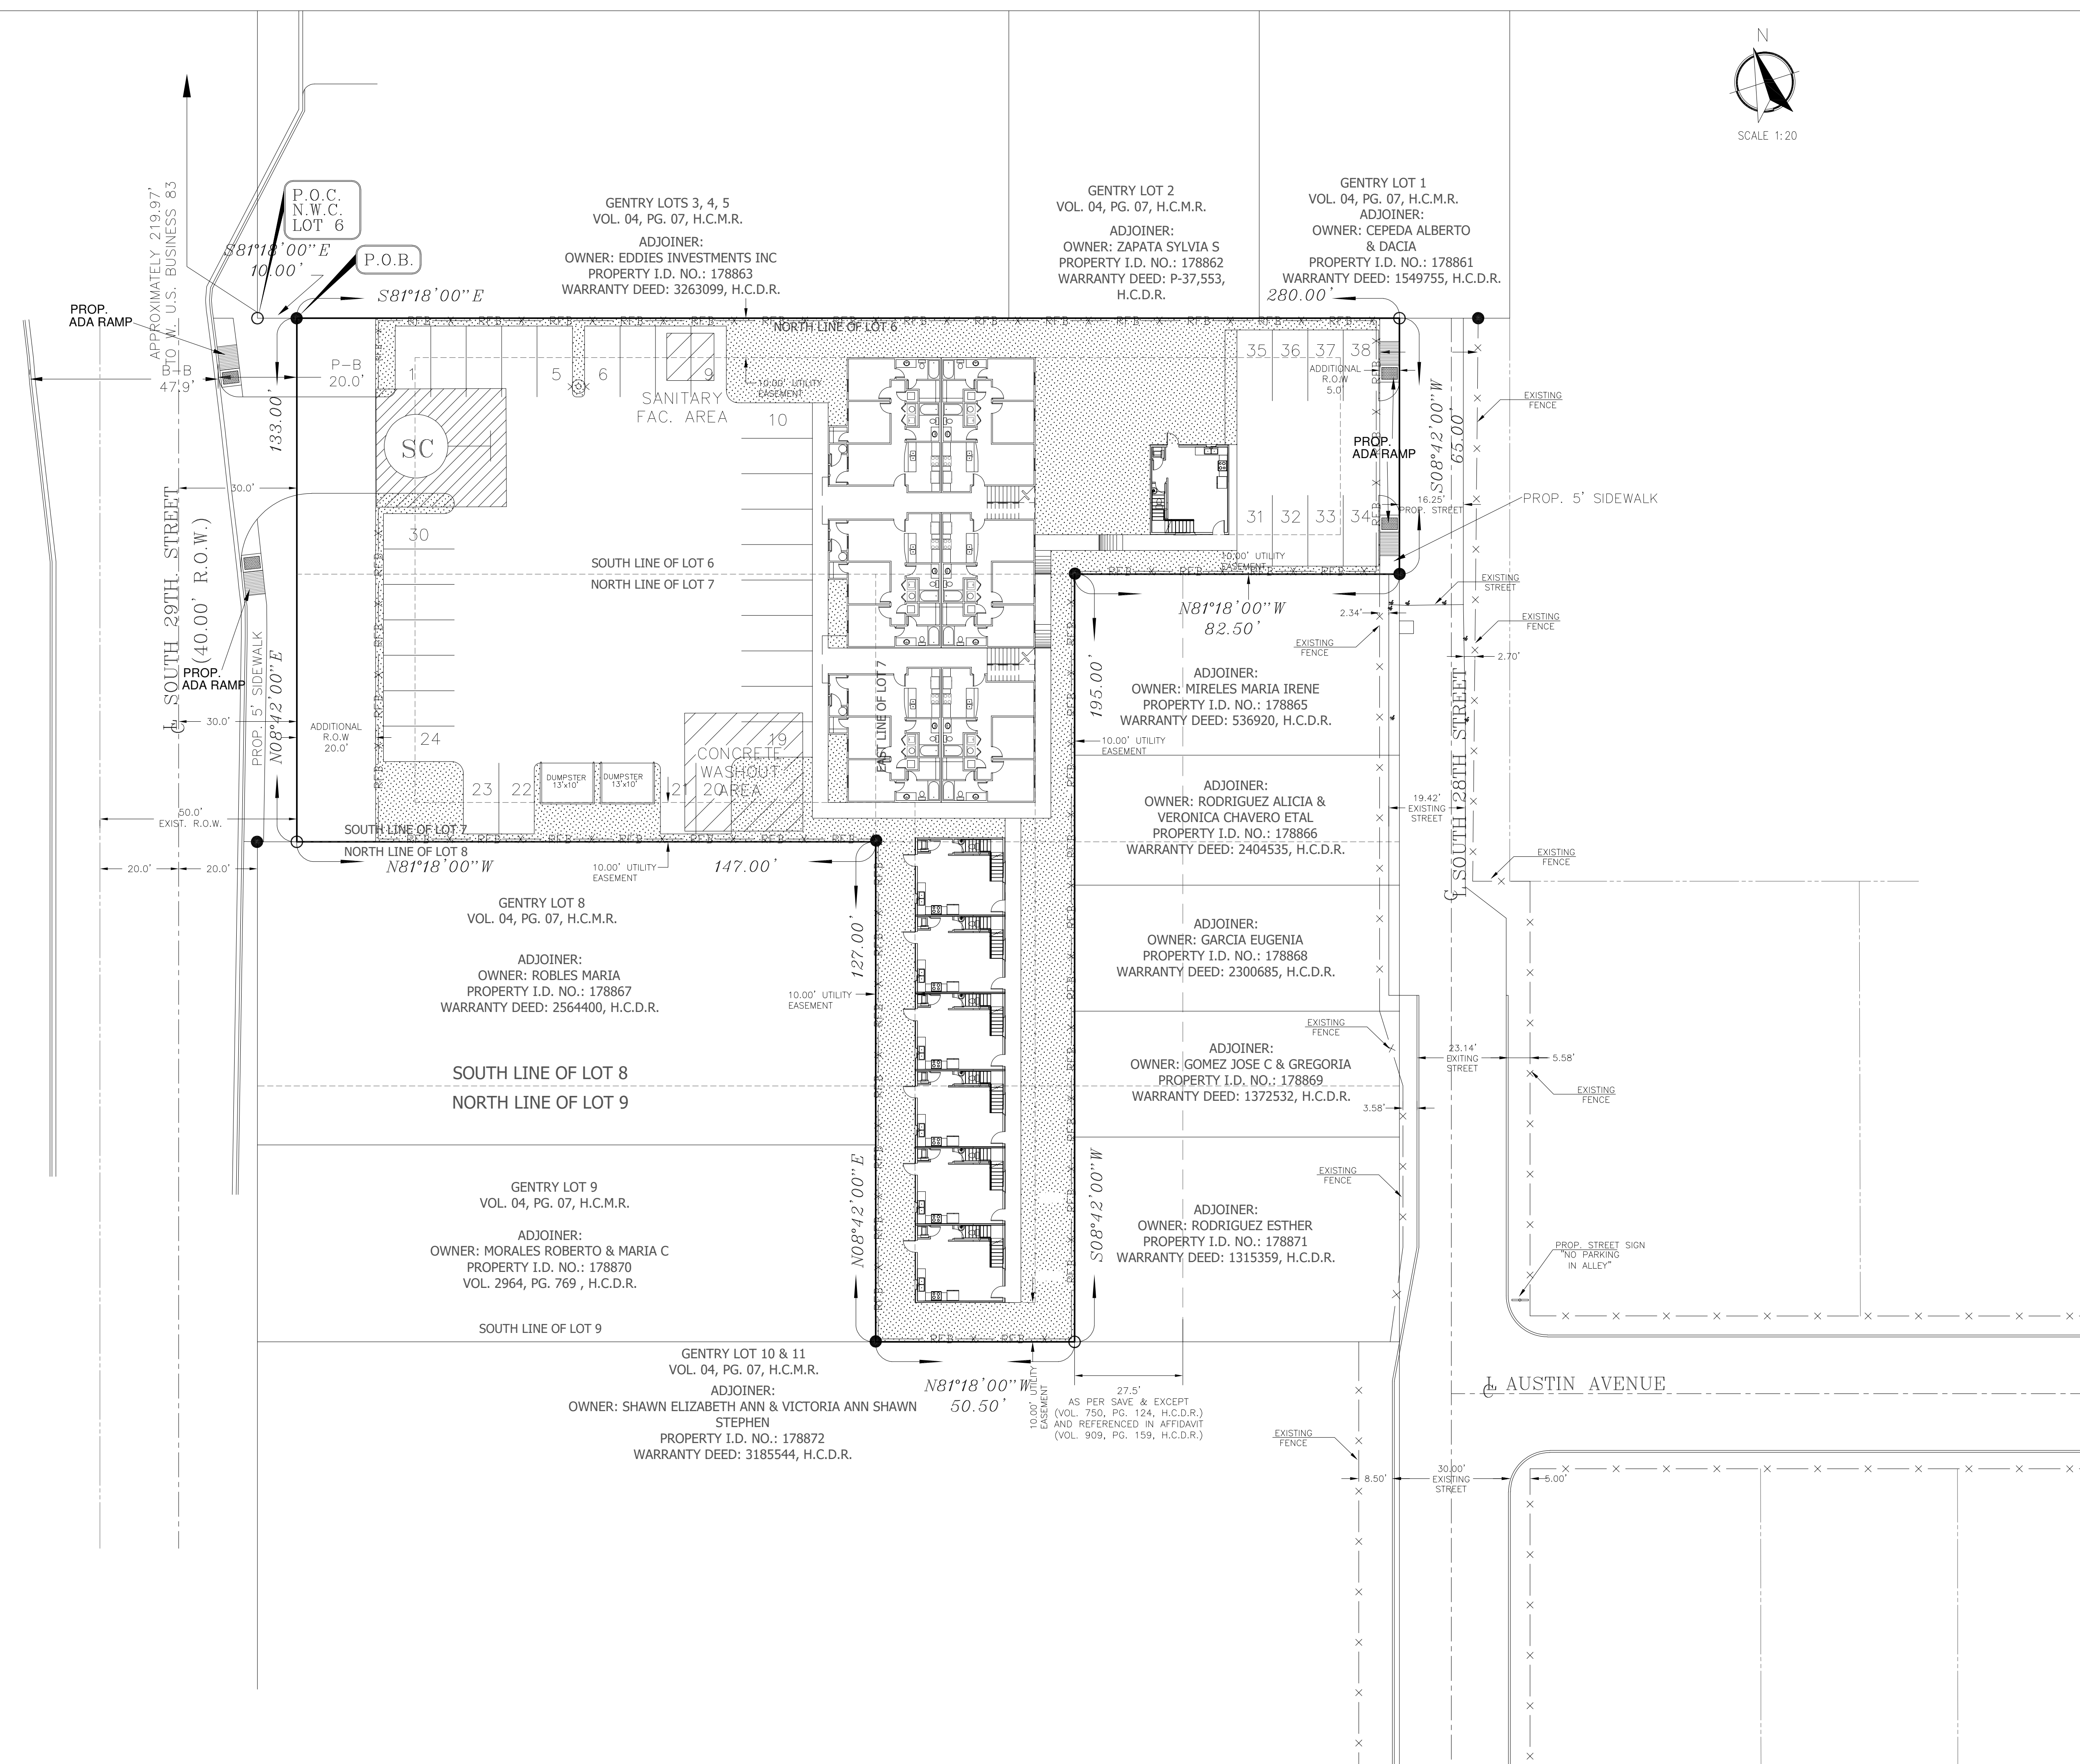 N
SCALE 1:20
APPROXIMATELY 219.97'
TO W. U.S. BUSINESS 83
P.O.C.
N.W.C.
LOT 6
S81°18'00"E
10.00'
P.O.B.
S81°18'00"E
280.00'
GENTRY LOTS 3, 4, 5
VOL. 04, PG. 07, H.C.M.R.
ADJOINER:
OWNER: EDDIES INVESTMENTS INC
PROPERTY I.D. NO.: 178863
WARRANTY DEED: 3263099, H.C.D.R.
GENTRY LOT 2
VOL. 04, PG. 07, H.C.M.R.
ADJOINER:
OWNER: ZAPATA SYLVIA S
PROPERTY I.D. NO.: 178862
WARRANTY DEED: P-37,553,
H.C.D.R.
GENTRY LOT 1
VOL. 04, PG. 07, H.C.M.R.
ADJOINER:
OWNER: CEPEDA ALBERTO
& DACIA
PROPERTY I.D. NO.: 178861
WARRANTY DEED: 1549755, H.C.D.R.
PROP.
ADA RAMP
B-B
47.9'
P-B
20.0'
133.00'
NORTH LINE OF LOT 6
1
5
6
9
SANITARY
FAC. AREA
10.00' UTILITY
EASEMENT
10
SC
35
36
37
38
ADDITIONAL
R.O.W
5.0'
PROP.
ADA RAMP
S08°42'00"W
65.00'
EXISTING
FENCE
30.0'
16.25'
PROP. STREET
PROP. 5' SIDEWALK
31
32
33
34
30
SOUTH LINE OF LOT 6
NORTH LINE OF LOT 7
10.00' UTILITY
EASEMENT
N81°18'00"W
82.50'
2.34'
EXISTING
STREET
EXISTING
FENCE
EXISTING
FENCE
2.70'
℄ SOUTH 29TH STREET
(40.00' R.O.W.)
PROP.
ADA RAMP
PROP. 5' SIDEWALK
N08°42'00"E
30.0'
ADDITIONAL
R.O.W
20.0'
24
23
22
DUMPSTER
13'x10'
DUMPSTER
13'x10'
21
20
19
CONCRETE
WASHOUT
AREA
EAST LINE OF LOT 7
195.00'
10.00' UTILITY
EASEMENT
ADJOINER:
OWNER: MIRELES MARIA IRENE
PROPERTY I.D. NO.: 178865
WARRANTY DEED: 536920, H.C.D.R.
℄ SOUTH 28TH STREET
ADJOINER:
OWNER: RODRIGUEZ ALICIA &
VERONICA CHAVERO ETAL
PROPERTY I.D. NO.: 178866
WARRANTY DEED: 2404535, H.C.D.R.
19.42'
EXISTING
STREET
50.0'
EXIST. R.O.W.
SOUTH LINE OF LOT 7
NORTH LINE OF LOT 8
N81°18'00"W
147.00'
10.00' UTILITY
EASEMENT
20.0'
20.0'
EXISTING
FENCE
GENTRY LOT 8
VOL. 04, PG. 07, H.C.M.R.
ADJOINER:
OWNER: ROBLES MARIA
PROPERTY I.D. NO.: 178867
WARRANTY DEED: 2564400, H.C.D.R.
127.00'
10.00' UTILITY
EASEMENT
ADJOINER:
OWNER: GARCIA EUGENIA
PROPERTY I.D. NO.: 178868
WARRANTY DEED: 2300685, H.C.D.R.
SOUTH LINE OF LOT 8
NORTH LINE OF LOT 9
EXISTING
FENCE
ADJOINER:
OWNER: GOMEZ JOSE C & GREGORIA
PROPERTY I.D. NO.: 178869
WARRANTY DEED: 1372532, H.C.D.R.
23.14'
EXITING
STREET
5.58'
EXISTING
FENCE
3.58'
GENTRY LOT 9
VOL. 04, PG. 07, H.C.M.R.
ADJOINER:
OWNER: MORALES ROBERTO & MARIA C
PROPERTY I.D. NO.: 178870
VOL. 2964, PG. 769 , H.C.D.R.
N08°42'00"E
S08°42'00"W
EXISTING
FENCE
ADJOINER:
OWNER: RODRIGUEZ ESTHER
PROPERTY I.D. NO.: 178871
WARRANTY DEED: 1315359, H.C.D.R.
PROP. STREET SIGN
"NO PARKING
IN ALLEY"
SOUTH LINE OF LOT 9
GENTRY LOT 10 & 11
VOL. 04, PG. 07, H.C.M.R.
ADJOINER:
OWNER: SHAWN ELIZABETH ANN & VICTORIA ANN SHAWN
STEPHEN
PROPERTY I.D. NO.: 178872
WARRANTY DEED: 3185544, H.C.D.R.
N81°18'00"W
50.50'
10.00' UTILITY
EASEMENT
27.5'
AS PER SAVE & EXCEPT
(VOL. 750, PG. 124, H.C.D.R.)
AND REFERENCED IN AFFIDAVIT
(VOL. 909, PG. 159, H.C.D.R.)
℄ AUSTIN AVENUE
EXISTING
FENCE
8.50'
30.00'
EXISTING
STREET
5.00'